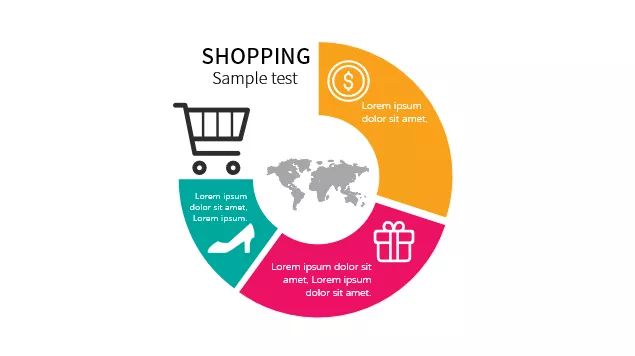 SHOPPING
Sample test
$
Lorem ipsum
dolor sit amet.
Lorem ipsum
dolor sit amet,
Lorem ipsum.
Lorem ipsum dolor sit
amet, Lorem ipsum
dolor sit amet.